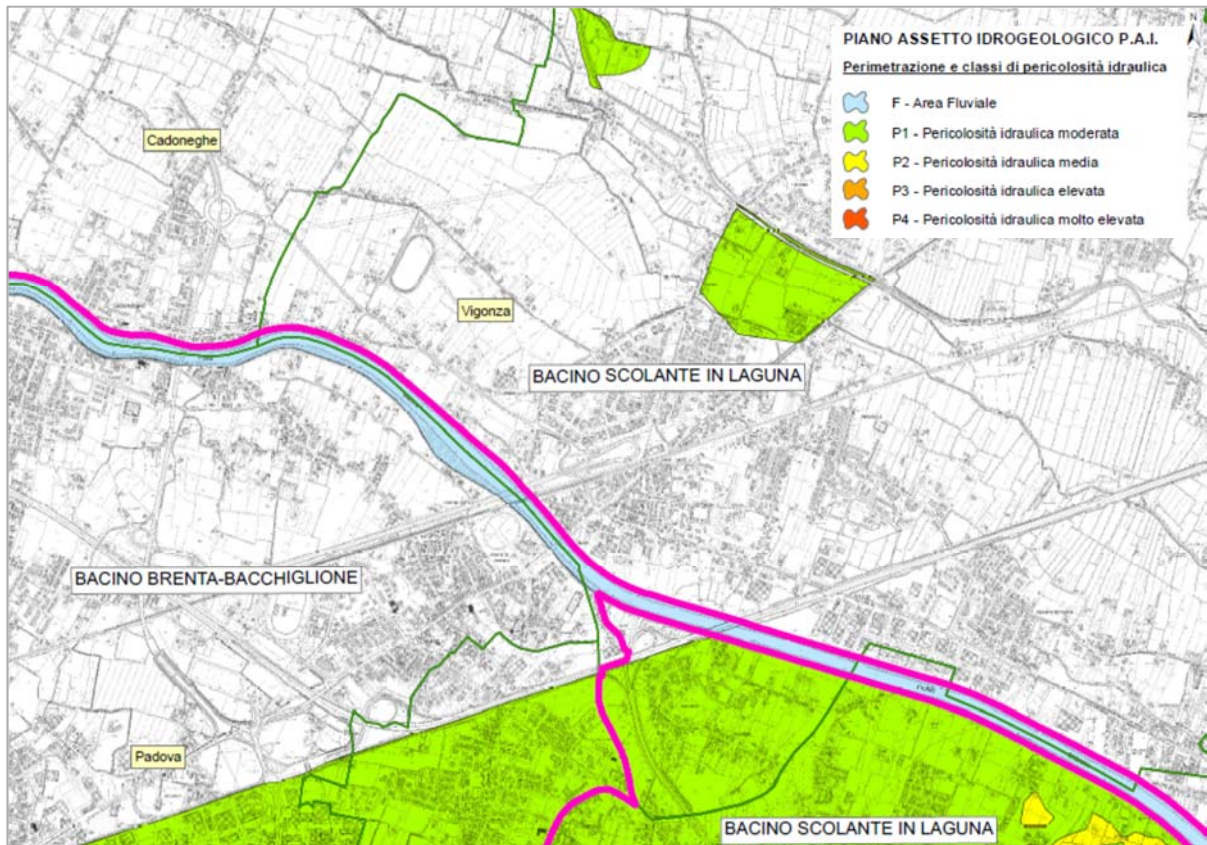 N
PIANO ASSETTO IDROGEOLOGICO P.A.I.
Perimetrazione e classi di pericolosità idraulica
F - Area Fluviale
P1 - Pericolosità idraulica moderata
P2 - Pericolosità idraulica media
P3 - Pericolosità idraulica elevata
P4 - Pericolosità idraulica molto elevata
Cadoneghe
Vigonza
BACINO SCOLANTE IN LAGUNA
BACINO BRENTA-BACCHIGLIONE
Padova
BACINO SCOLANTE IN LAGUNA